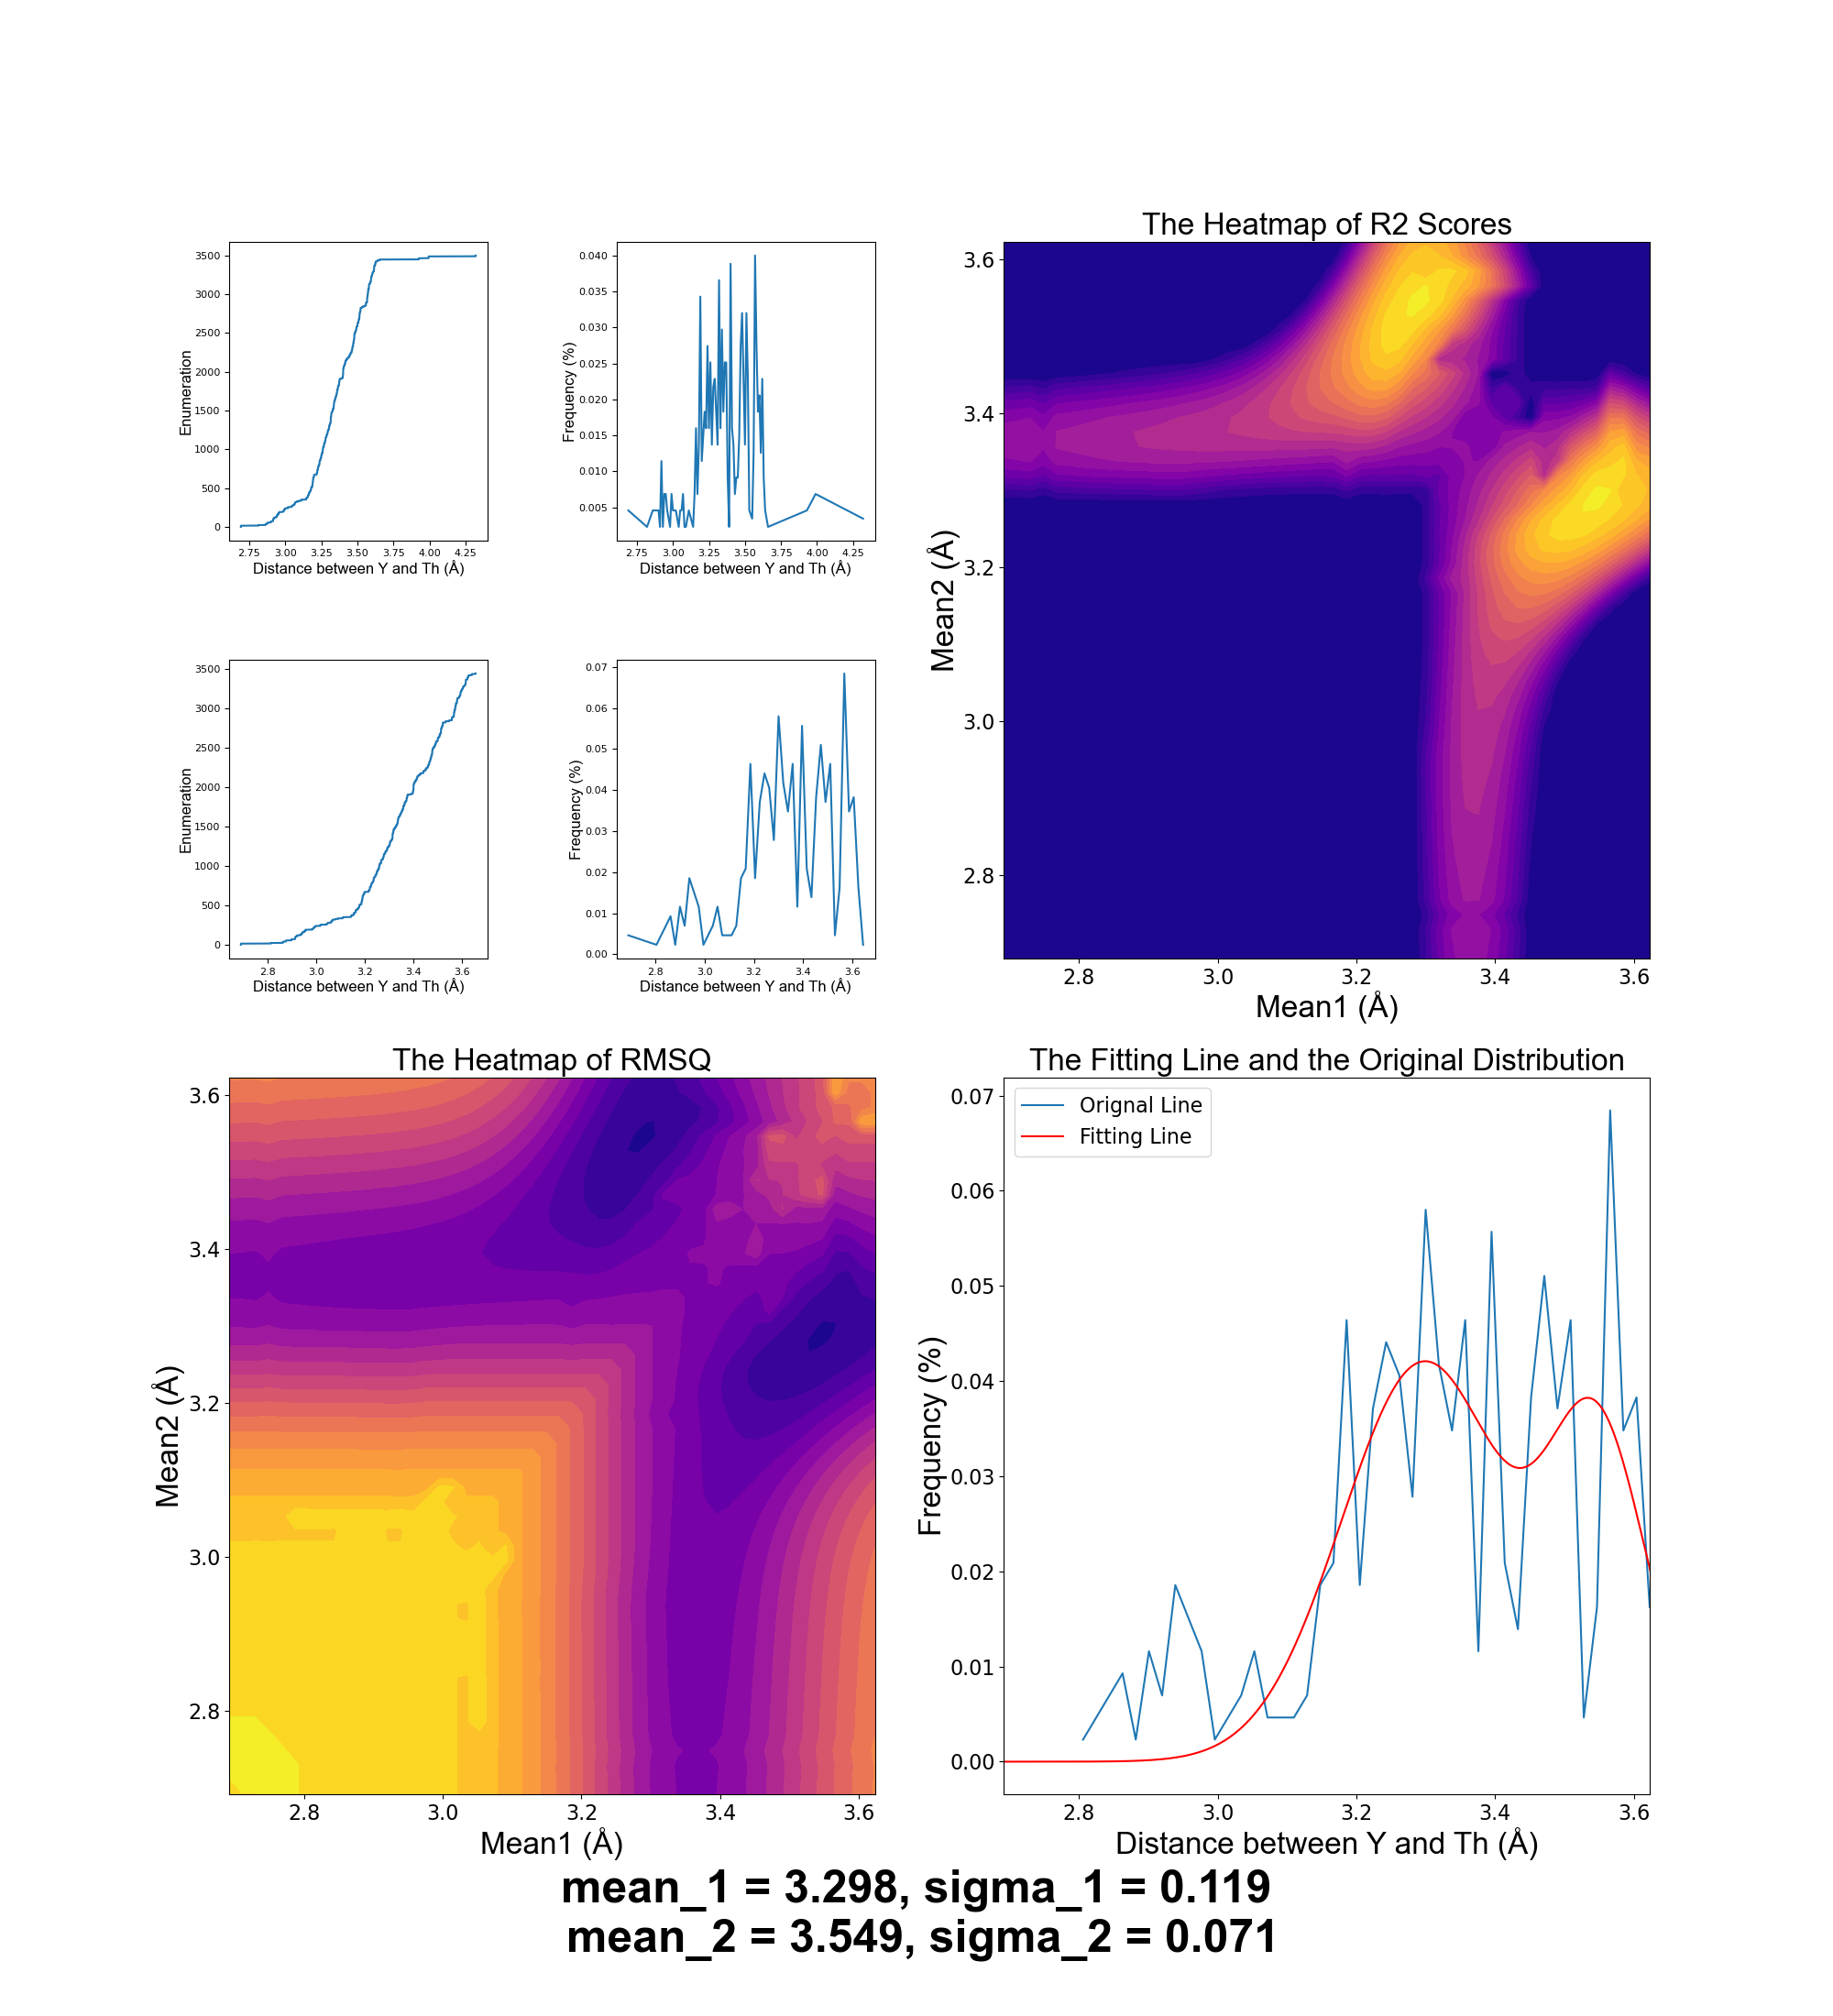 The Heatmap of R2 Scores
3500
3000
2500
2000
1500
1000
500
0
Enumeration
2.75 3.00 3.25 3.50 3.75 4.00 4.25
Distance between Y and Th (Å)
0.040
0.035
0.030
0.025
0.020
0.015
0.010
0.005
Frequency (%)
2.75 3.00 3.25 3.50 3.75 4.00 4.25
Distance between Y and Th (Å)
3.6
3.4
3.2
3.0
2.8
Mean2 (Å)
2.8 3.0 3.2 3.4 3.6
Mean1 (Å)
3500
3000
2500
2000
1500
1000
500
0
Enumeration
2.8 3.0 3.2 3.4 3.6
Distance between Y and Th (Å)
0.07
0.06
0.05
0.04
0.03
0.02
0.01
0.00
Frequency (%)
2.8 3.0 3.2 3.4 3.6
Distance between Y and Th (Å)
The Heatmap of RMSQ
3.6
3.4
3.2
3.0
2.8
Mean2 (Å)
2.8 3.0 3.2 3.4 3.6
Mean1 (Å)
The Fitting Line and the Original Distribution
Orignal Line
Fitting Line
0.07
0.06
0.05
0.04
0.03
0.02
0.01
0.00
Frequency (%)
2.8 3.0 3.2 3.4 3.6
Distance between Y and Th (Å)
mean_1 = 3.298, sigma_1 = 0.119
mean_2 = 3.549, sigma_2 = 0.071